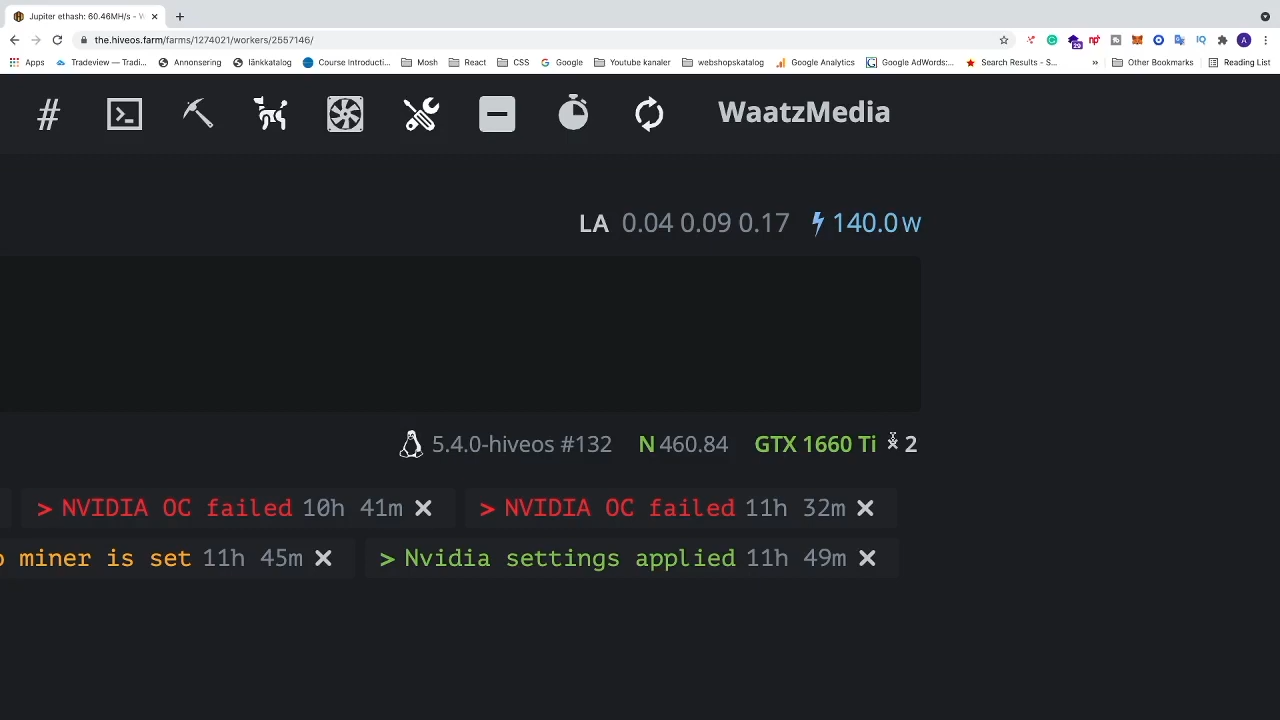 Jupiter ethash: 60.46MH/s - 
the.hiveos.farm/farms/1274021/workers/2557146/
Apps Tradeview — Tradi... Annonsering länkkatalog Course Introducti... Mosh React CSS Google Youtube kanaler webshopskatalog Google Analytics Google AdWords:... Search Results - S... » Other Bookmarks Reading List
# WaatzMedia
LA 0.04 0.09 0.17 140.0 W
5.4.0-hiveos #132 N 460.84 GTX 1660 Ti × 2
> NVIDIA OC failed 10h 41m × > NVIDIA OC failed 11h 32m ×
o miner is set 11h 45m × > Nvidia settings applied 11h 49m ×